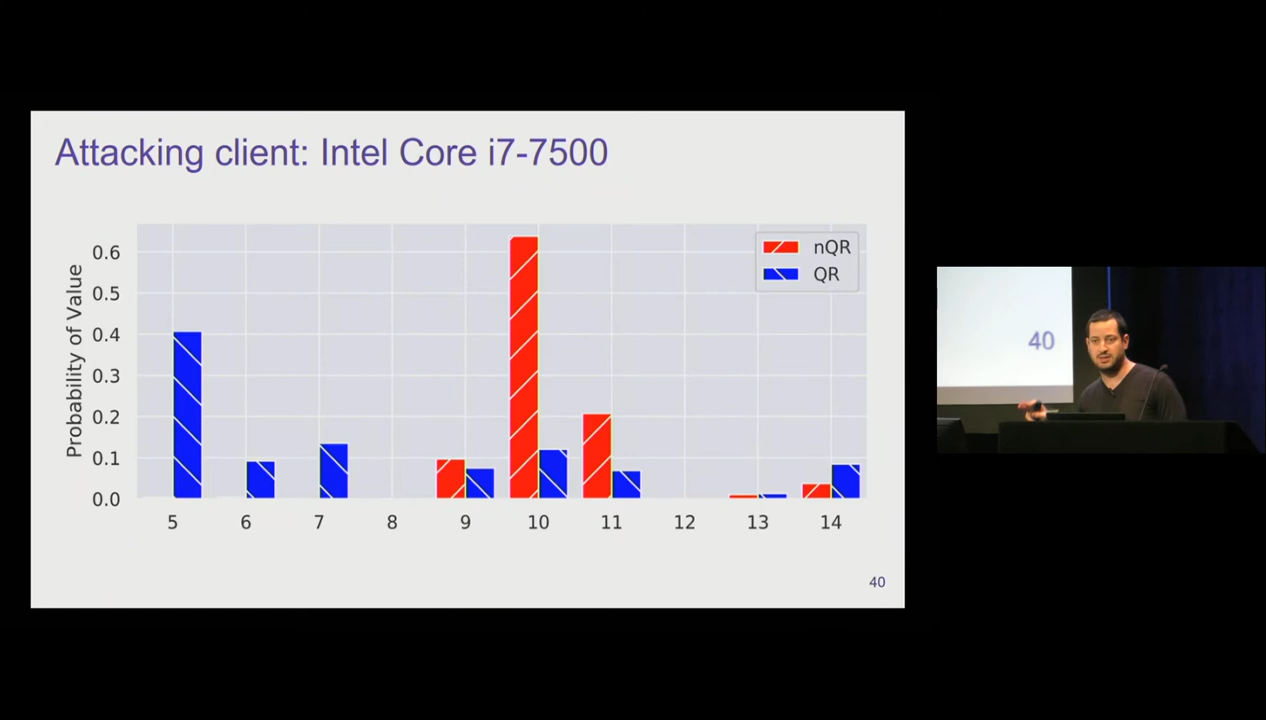 Attacking client: Intel Core i7-7500
Probability of Value
0.6
0.5
0.4
0.3
0.2
0.1
0.0
nQR
QR
5 6 7 8 9 10 11 12 13 14
40
40